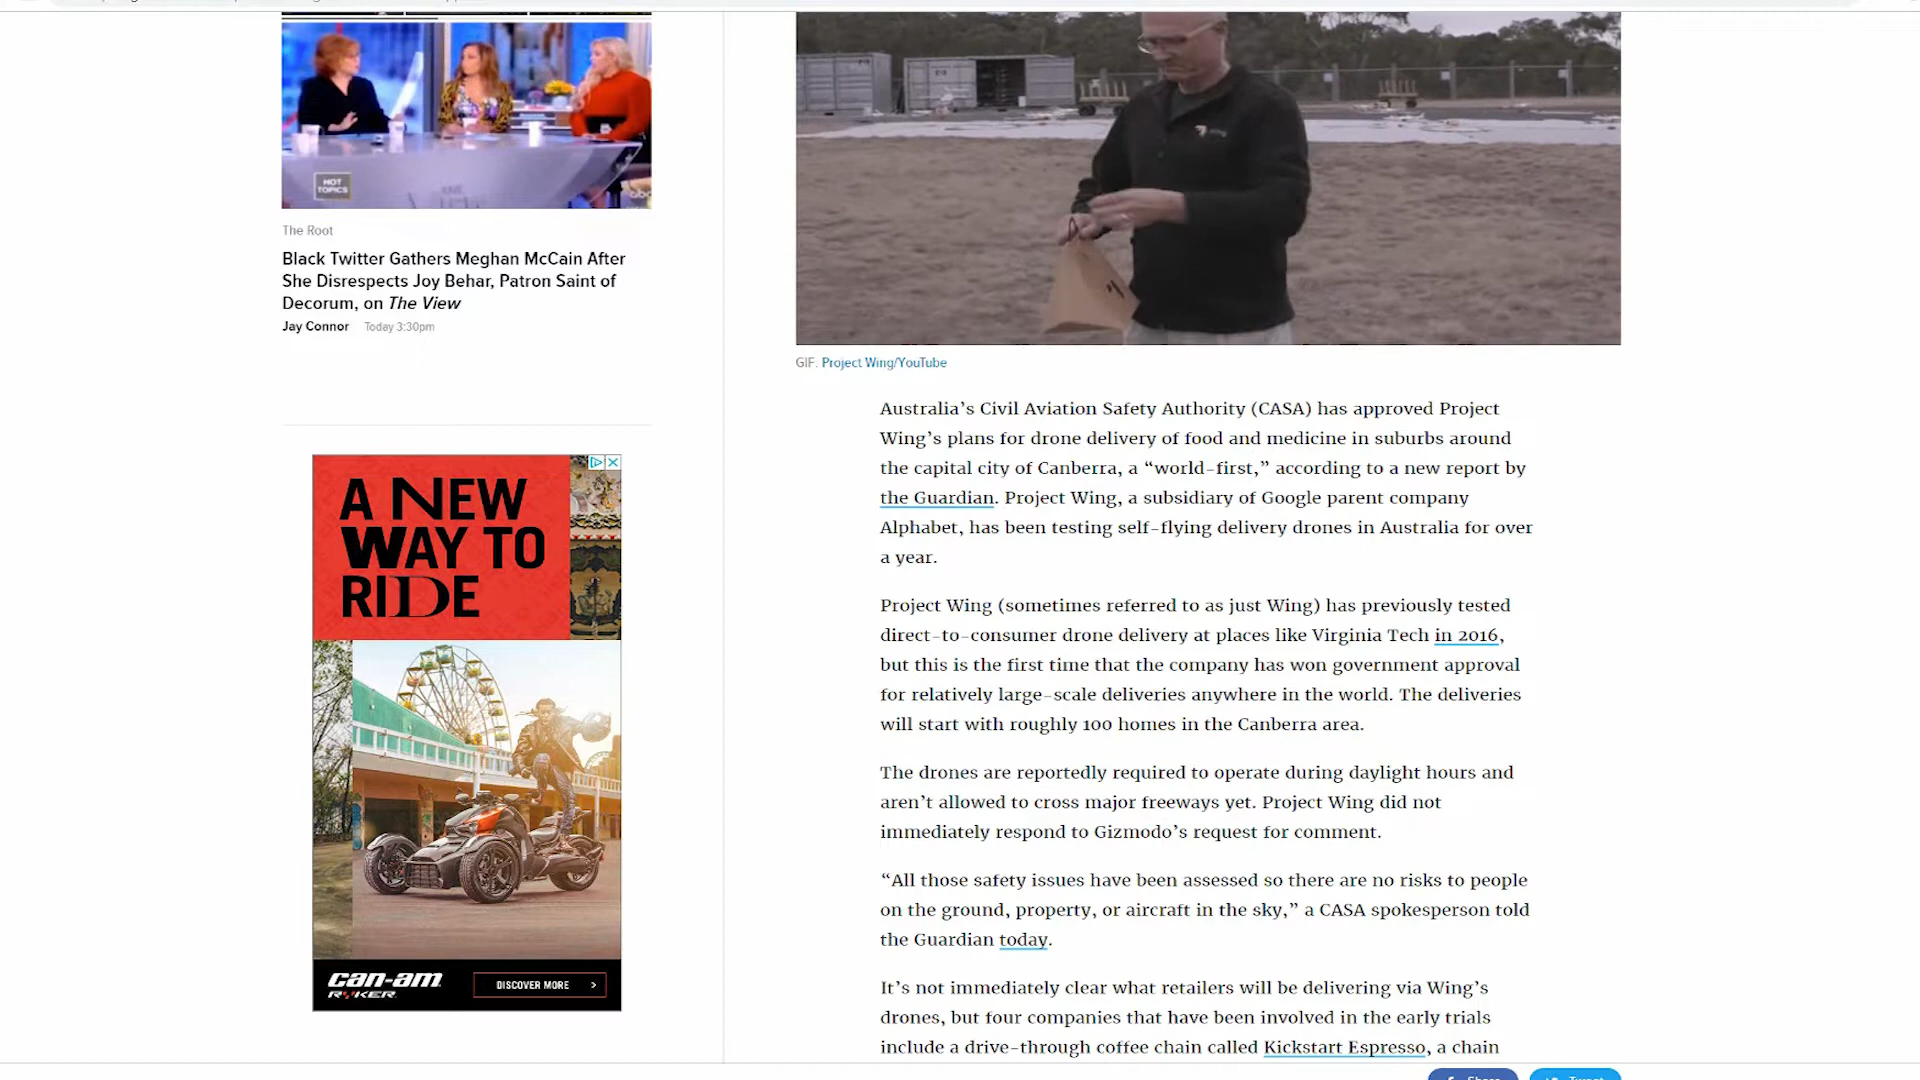 HOT
TOPICS
The Root
Black Twitter Gathers Meghan McCain After
She Disrespects Joy Behar, Patron Saint of
Decorum, on The View
Jay Connor Today 3:30pm
A NEW
WAY TO
RIDE
can-am
RYKER
DISCOVER MORE
GIF: Project Wing/YouTube
Australia’s Civil Aviation Safety Authority (CASA) has approved Project
Wing’s plans for drone delivery of food and medicine in suburbs around
the capital city of Canberra, a “world-first,” according to a new report by
the Guardian. Project Wing, a subsidiary of Google parent company
Alphabet, has been testing self-flying delivery drones in Australia for over
a year.
Project Wing (sometimes referred to as just Wing) has previously tested
direct-to-consumer drone delivery at places like Virginia Tech in 2016,
but this is the first time that the company has won government approval
for relatively large-scale deliveries anywhere in the world. The deliveries
will start with roughly 100 homes in the Canberra area.
The drones are reportedly required to operate during daylight hours and
aren’t allowed to cross major freeways yet. Project Wing did not
immediately respond to Gizmodo’s request for comment.
“All those safety issues have been assessed so there are no risks to people
on the ground, property, or aircraft in the sky,” a CASA spokesperson told
the Guardian today.
It’s not immediately clear what retailers will be delivering via Wing’s
drones, but four companies that have been involved in the early trials
include a drive-through coffee chain called Kickstart Espresso, a chain